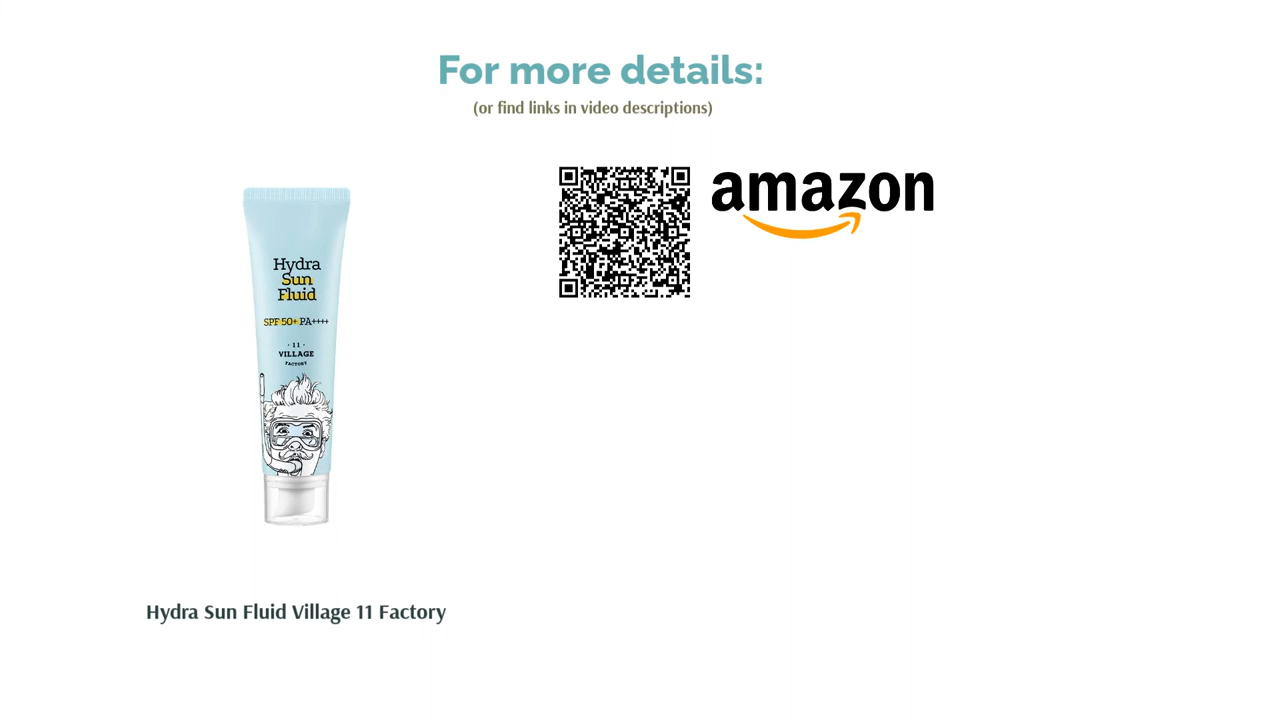 For more details:
(or find links in video descriptions)
amazon
Hydra
Sun
Fluid
SPF 50+ PA++++
· 11 ·
VILLAGE
FACTORY
Hydra Sun Fluid Village 11 Factory